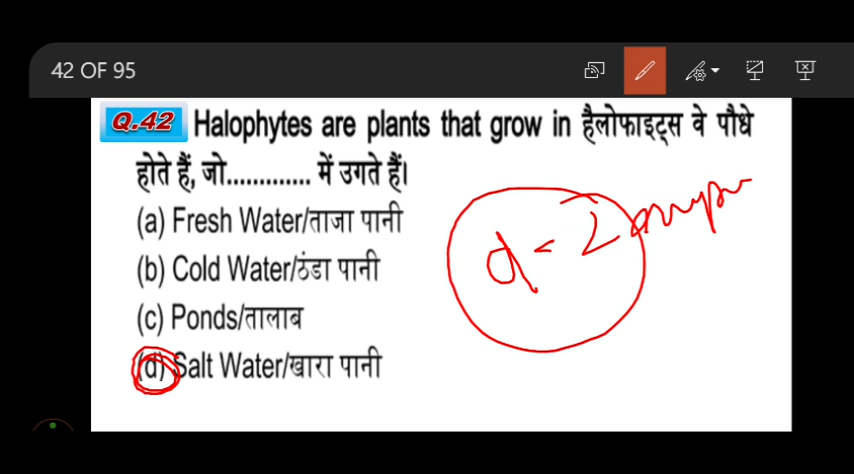 42 OF 95
Q.42 Halophytes are plants that grow in हैलोफाइट्स वे पौधे
होते हैं, जो............. में उगते हैं।
(a) Fresh Water/ताजा पानी
(b) Cold Water/ठंडा पानी
(c) Ponds/तालाब
(d) Salt Water/खारा पानी